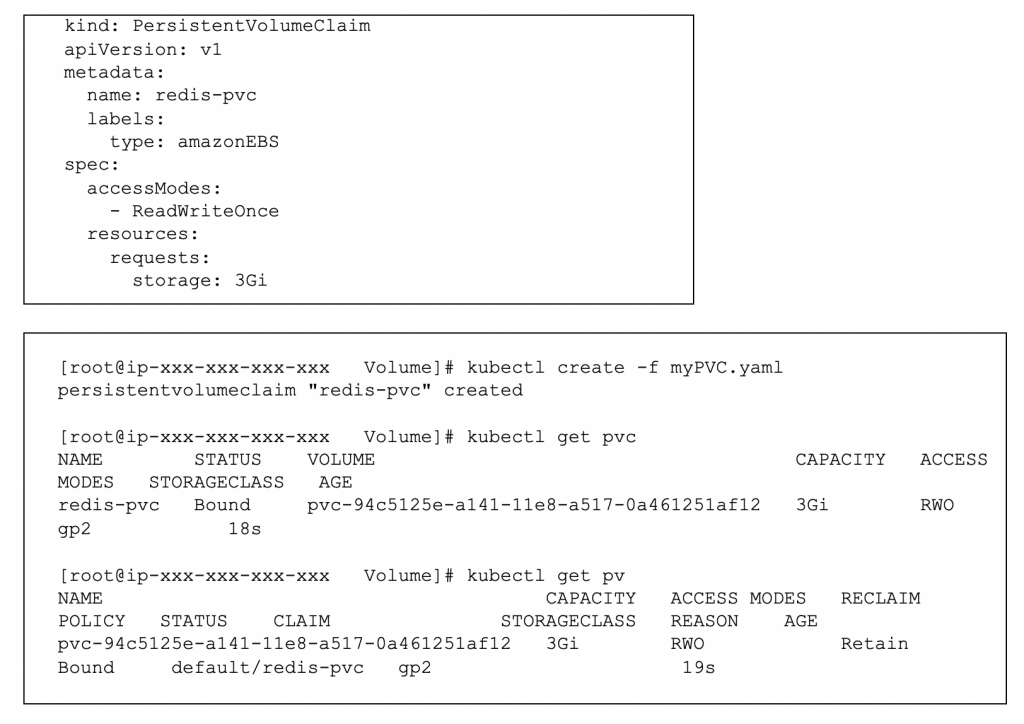 kind: PersistentVolumeClaim
apiVersion: v1
metadata:
  name: redis-pvc
  labels:
    type: amazonEBS
spec:
  accessModes:
    - ReadWriteOnce
  resources:
    requests:
      storage: 3Gi
[root@ip-xxx-xxx-xxx-xxx   Volume]# kubectl create -f myPVC.yaml
persistentvolumeclaim "redis-pvc" created
[root@ip-xxx-xxx-xxx-xxx   Volume]# kubectl get pvc
NAME        STATUS    VOLUME                                     CAPACITY   ACCESS
MODES   STORAGECLASS   AGE
redis-pvc   Bound     pvc-94c5125e-a141-11e8-a517-0a461251af12   3Gi        RWO
gp2            18s
[root@ip-xxx-xxx-xxx-xxx   Volume]# kubectl get pv
NAME                                       CAPACITY   ACCESS MODES   RECLAIM
POLICY   STATUS    CLAIM               STORAGECLASS   REASON    AGE
pvc-94c5125e-a141-11e8-a517-0a461251af12   3Gi        RWO            Retain
Bound     default/redis-pvc   gp2                      19s